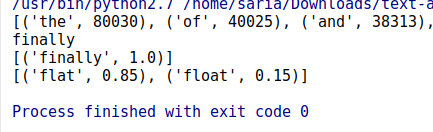 /usr/bin/python2.7 /home/saria/Downloads/text-a
[('the', 80030), ('of', 40025), ('and', 38313),
finally
[('finally', 1.0)]
[('flat', 0.85), ('float', 0.15)]
Process finished with exit code 0